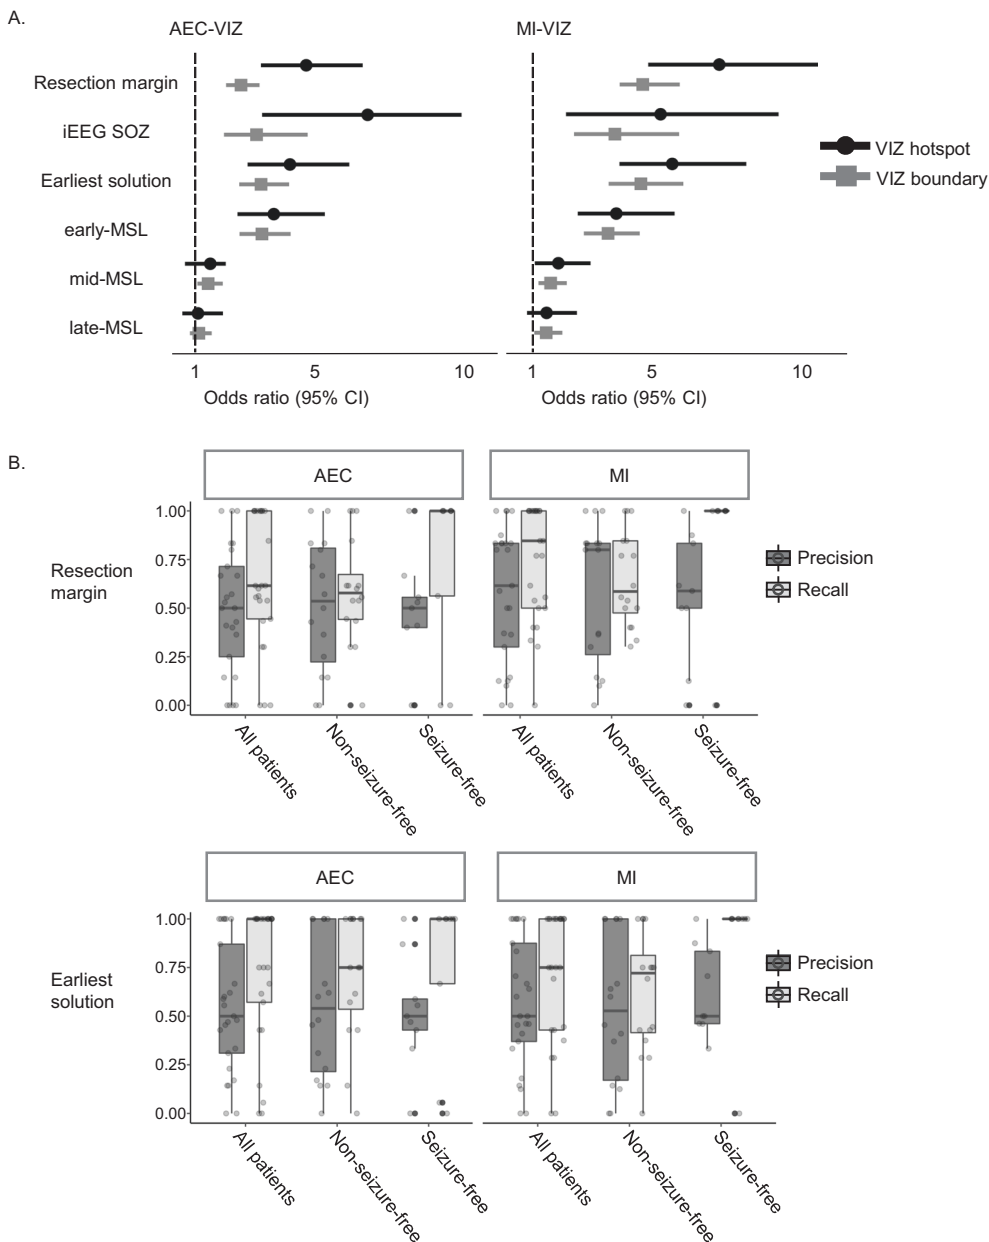 A.
AEC-VIZ
MI-VIZ
Resection margin
iEEG SOZ
Earliest solution
early-MSL
mid-MSL
late-MSL
VIZ hotspot
VIZ boundary
1 5 10
1 5 10
Odds ratio (95% CI)
Odds ratio (95% CI)
B.
AEC
MI
Resection
margin
1.00
0.75
0.50
0.25
0.00
Precision
Recall
All patients
Non-seizure-free
Seizure-free
All patients
Non-seizure-free
Seizure-free
AEC
MI
Earliest
solution
1.00
0.75
0.50
0.25
0.00
Precision
Recall
All patients
Non-seizure-free
Seizure-free
All patients
Non-seizure-free
Seizure-free